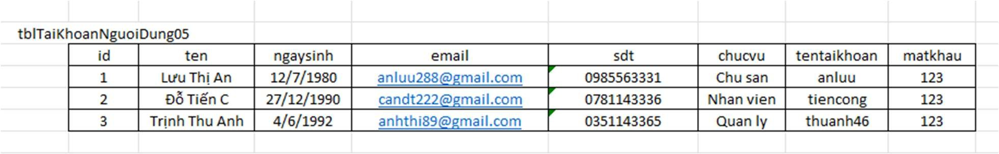 tblTaiKhoanNguoiDung05
id ten ngaysinh email sdt chucvu tentaikhoan matkhau
1 Lưu Thị An 12/7/1980 anluu288@gmail.com 0985563331 Chu san anluu 123
2 Đỗ Tiến C 27/12/1990 candt222@gmail.com 0781143336 Nhan vien tiencong 123
3 Trịnh Thu Anh 4/6/1992 anhthi89@gmail.com 0351143365 Quan ly thuanh46 123